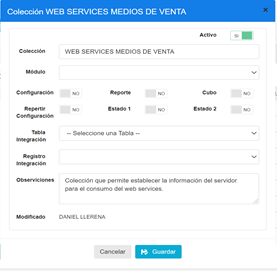 Colección WEB SERVICES MEDIOS DE VENTA
Activo SI
Colección WEB SERVICES MEDIOS DE VENTA
Módulo
Configuración NO Reporte NO Cubo NO
Repertir Configuración NO Estado 1 NO Estado 2 NO
Tabla Integración -- Seleccione una Tabla --
Registro Integración
Observiciones Colección que permite establecer la información del servidor
para el consumo del web services.
Modificado DANIEL LLERENA
Cancelar Guardar